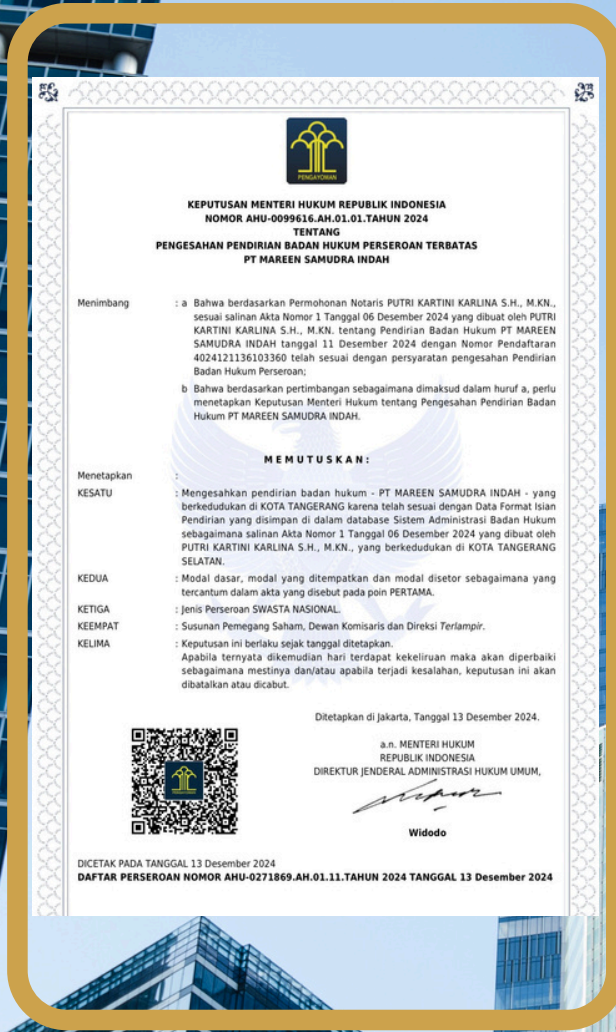 PENGAYOMAN
KEPUTUSAN MENTERI HUKUM REPUBLIK INDONESIA
NOMOR AHU-0099616.AH.01.01.TAHUN 2024
TENTANG
PENGESAHAN PENDIRIAN BADAN HUKUM PERSEROAN TERBATAS
PT MAREEN SAMUDRA INDAH
Menimbang : a Bahwa berdasarkan Permohonan Notaris PUTRI KARTINI KARLINA S.H., M.KN.,
sesuai salinan Akta Nomor 1 Tanggal 06 Desember 2024 yang dibuat oleh PUTRI
KARTINI KARLINA S.H., M.KN. tentang Pendirian Badan Hukum PT MAREEN
SAMUDRA INDAH tanggal 11 Desember 2024 dengan Nomor Pendaftaran
4024121136103360 telah sesuai dengan persyaratan pengesahan Pendirian
Badan Hukum Perseroan;
b Bahwa berdasarkan pertimbangan sebagaimana dimaksud dalam huruf a, perlu
menetapkan Keputusan Menteri Hukum tentang Pengesahan Pendirian Badan
Hukum PT MAREEN SAMUDRA INDAH.
M E M U T U S K A N :
Menetapkan :
KESATU : Mengesahkan pendirian badan hukum - PT MAREEN SAMUDRA INDAH - yang
berkedudukan di KOTA TANGERANG karena telah sesuai dengan Data Format Isian
Pendirian yang disimpan di dalam database Sistem Administrasi Badan Hukum
sebagaimana salinan Akta Nomor 1 Tanggal 06 Desember 2024 yang dibuat oleh
PUTRI KARTINI KARLINA S.H., M.KN., yang berkedudukan di KOTA TANGERANG
SELATAN.
KEDUA : Modal dasar, modal yang ditempatkan dan modal disetor sebagaimana yang
tercantum dalam akta yang disebut pada poin PERTAMA.
KETIGA : Jenis Perseroan SWASTA NASIONAL.
KEEMPAT : Susunan Pemegang Saham, Dewan Komisaris dan Direksi Terlampir.
KELIMA : Keputusan ini berlaku sejak tanggal ditetapkan.
Apabila ternyata dikemudian hari terdapat kekeliruan maka akan diperbaiki
sebagaimana mestinya dan/atau apabila terjadi kesalahan, keputusan ini akan
dibatalkan atau dicabut.
Ditetapkan di Jakarta, Tanggal 13 Desember 2024.
a.n. MENTERI HUKUM
REPUBLIK INDONESIA
DIREKTUR JENDERAL ADMINISTRASI HUKUM UMUM,
Widodo
DICETAK PADA TANGGAL 13 Desember 2024
DAFTAR PERSEROAN NOMOR AHU-0271869.AH.01.11.TAHUN 2024 TANGGAL 13 Desember 2024